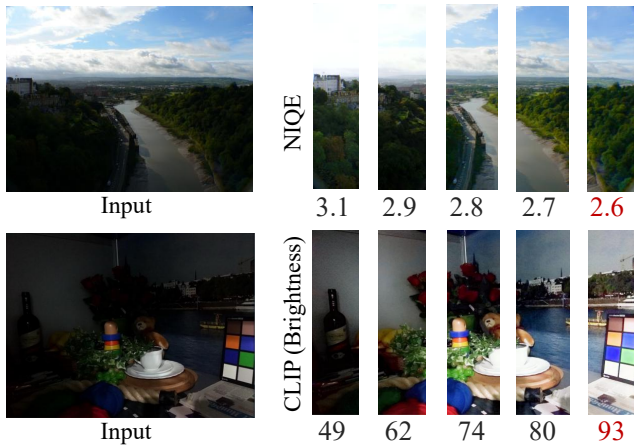 NIQE
3.1 2.9 2.8 2.7 2.6
Input
CLIP (Brightness)
49 62 74 80 93
Input